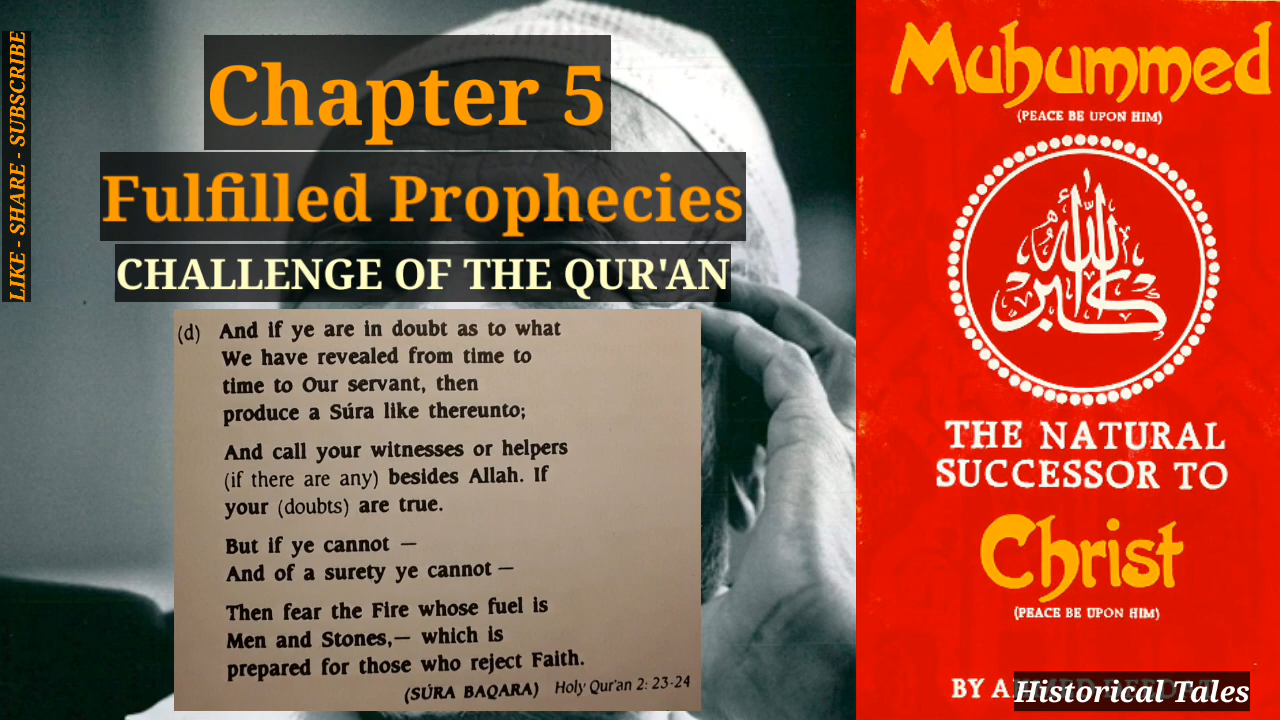 LIKE - SHARE - SUBSCRIBE
Chapter 5
Fulfilled Prophecies
CHALLENGE OF THE QUR'AN
(d) And if ye are in doubt as to what
We have revealed from time to
time to Our servant, then
produce a Súra like thereunto;
And call your witnesses or helpers
(if there are any) besides Allah. If
your (doubts) are true.
But if ye cannot —
And of a surety ye cannot —
Then fear the Fire whose fuel is
Men and Stones,— which is
prepared for those who reject Faith.
(SÚRA BAQARA) Holy Qur'an 2: 23-24
Muhummed
(PEACE BE UPON HIM)
الله أكبر
THE NATURAL
SUCCESSOR TO
Christ
(PEACE BE UPON HIM)
BY
Historical Tales